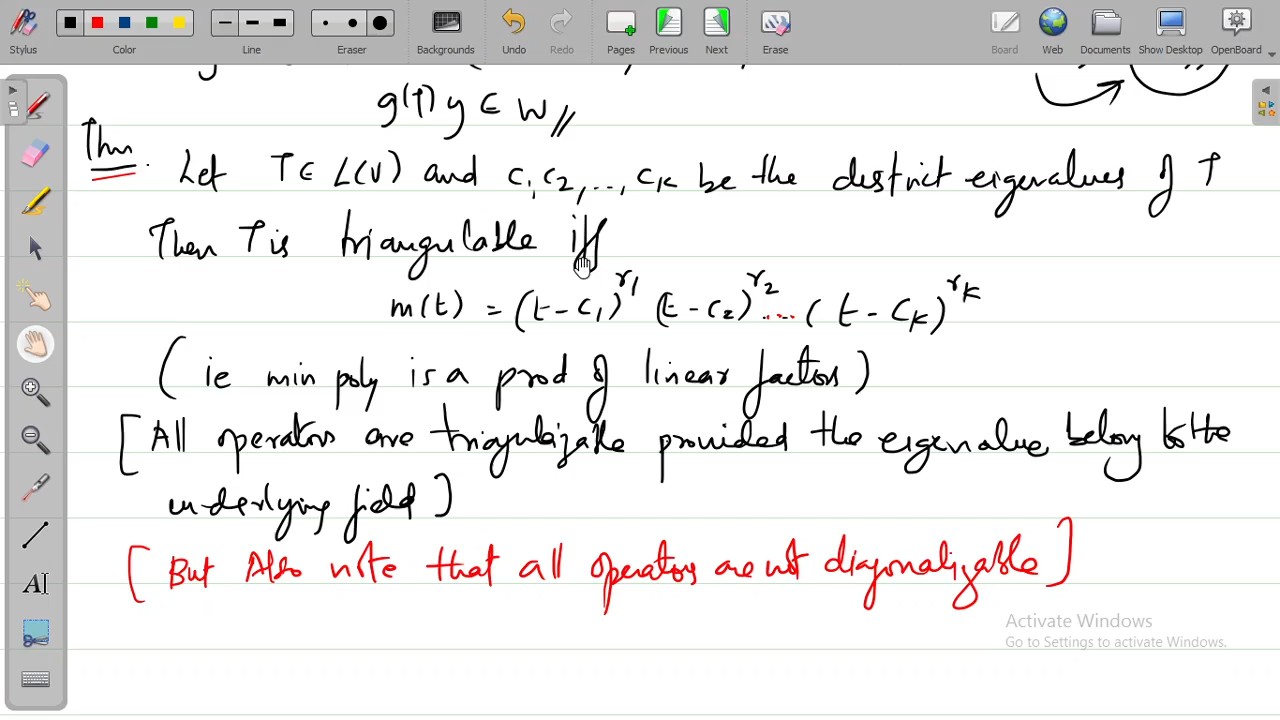 Stylus Color Line Eraser Backgrounds Undo Redo Pages Previous Next Erase Board Web Documents Show Desktop OpenBoard
g(T) y ∈ W //
Thm. Let T ∈ L(V) and c1, c2, ..., ck be the distrinct eigenvalues of T
Then T is triangulable iff
m(t) = (t - c1)^r1 (t - c2)^r2 .... (t - ck)^rk
(ie min poly is a prod of linear factors)
[All operators are triangularizable provided the eigenvalue belong to the
underlying field]
[But Also note that all operators are not diagonalizable]
Activate Windows
Go to Settings to activate Windows.